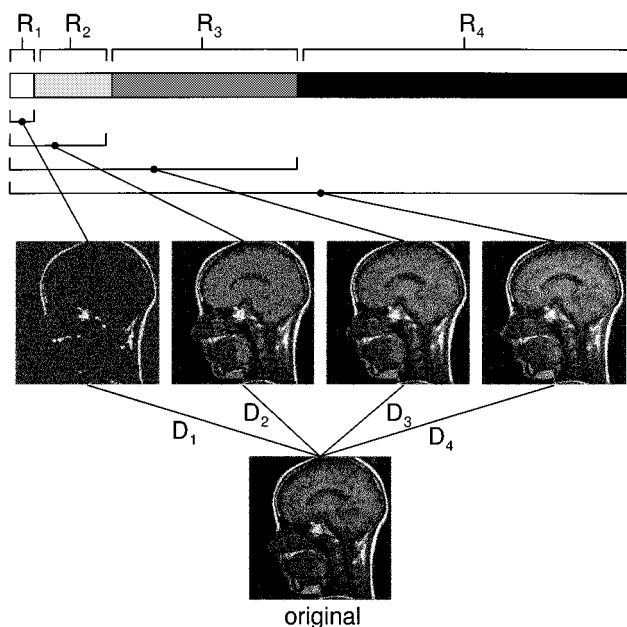 R₁ R₂ R₃ R₄
D₁ D₂ D₃ D₄
original